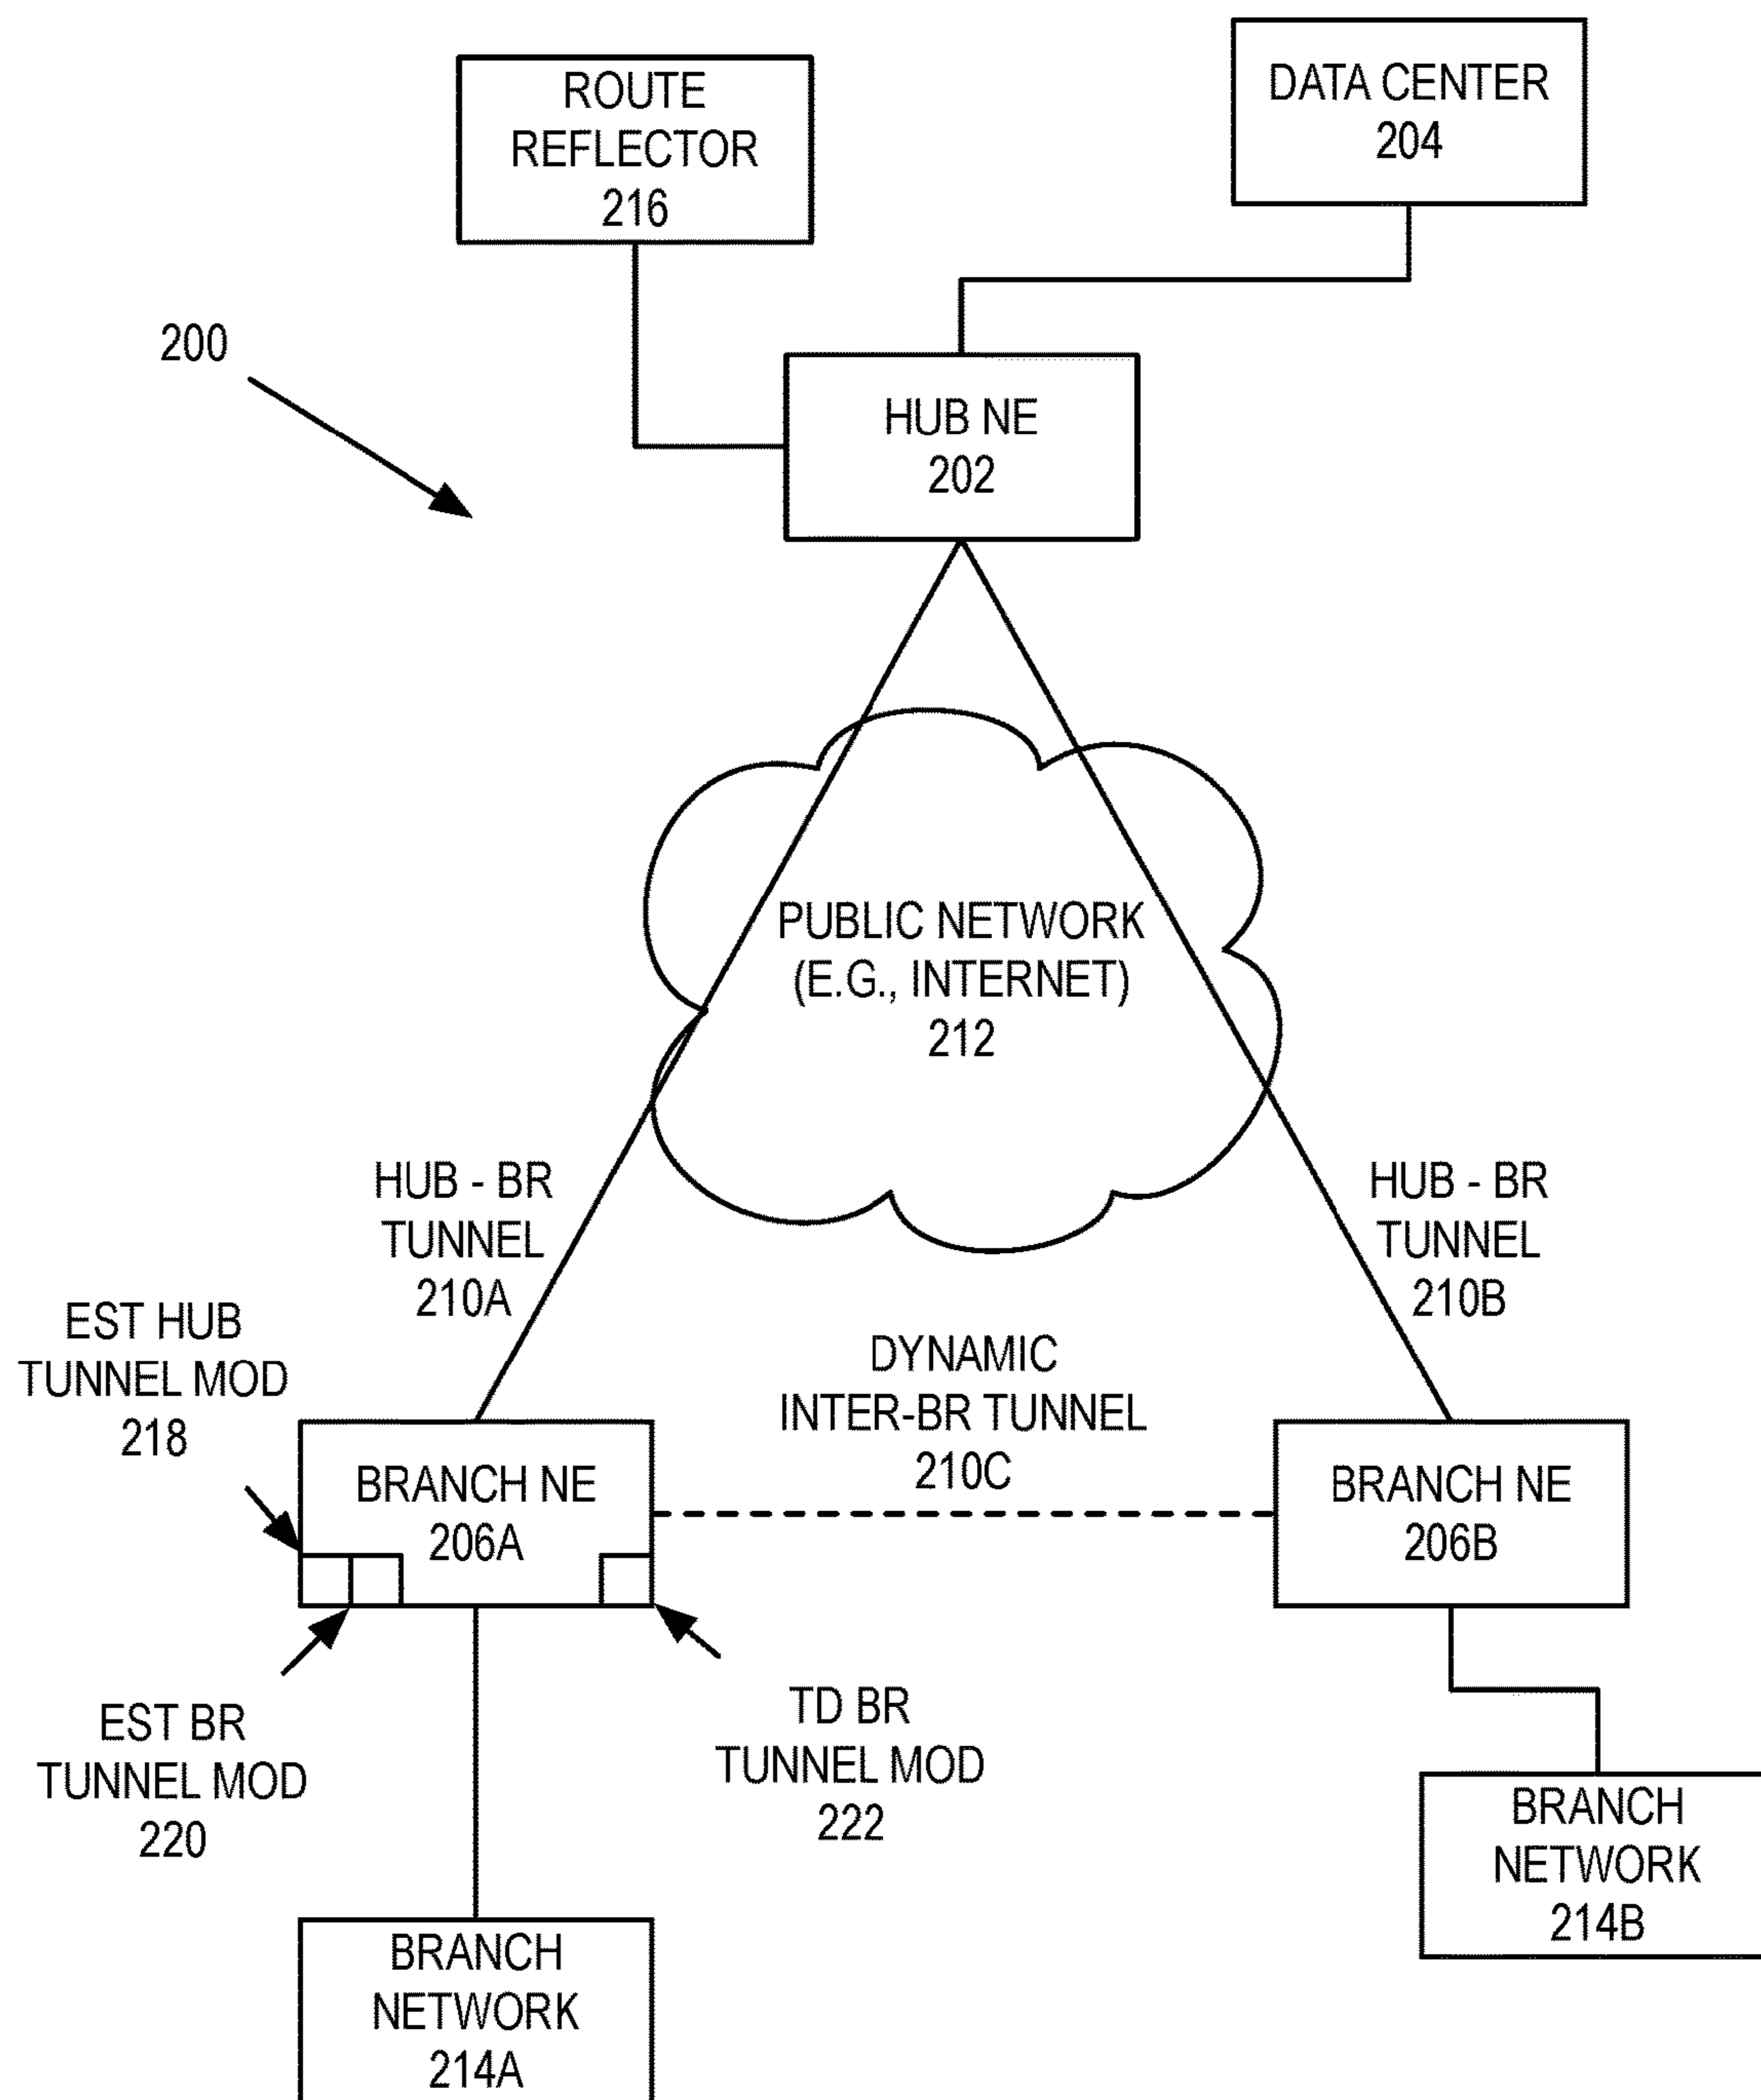 ROUTE
REFLECTOR
216
DATA CENTER
204
200
HUB NE
202
PUBLIC NETWORK
(E.G., INTERNET)
212
HUB - BR
TUNNEL
210A
HUB - BR
TUNNEL
210B
EST HUB
TUNNEL MOD
218
DYNAMIC
INTER-BR TUNNEL
210C
BRANCH NE
206A
BRANCH NE
206B
EST BR
TUNNEL MOD
220
TD BR
TUNNEL MOD
222
BRANCH
NETWORK
214B
BRANCH
NETWORK
214A